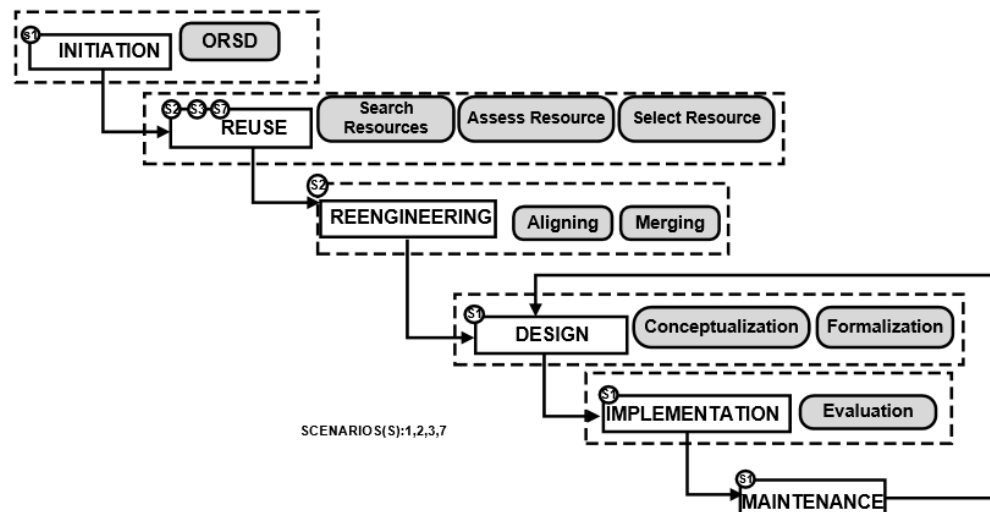 S1
INITIATION
ORSD
S2 S3 S7
REUSE
Search
Resources
Assess Resource
Select Resource
S2
REENGINEERING
Aligning
Merging
S1
DESIGN
Conceptualization
Formalization
S1
IMPLEMENTATION
Evaluation
SCENARIOS(S):1,2,3,7
S1
MAINTENANCE